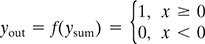 y_out = f(y_sum) = { 1, x ≥ 0
0, x < 0